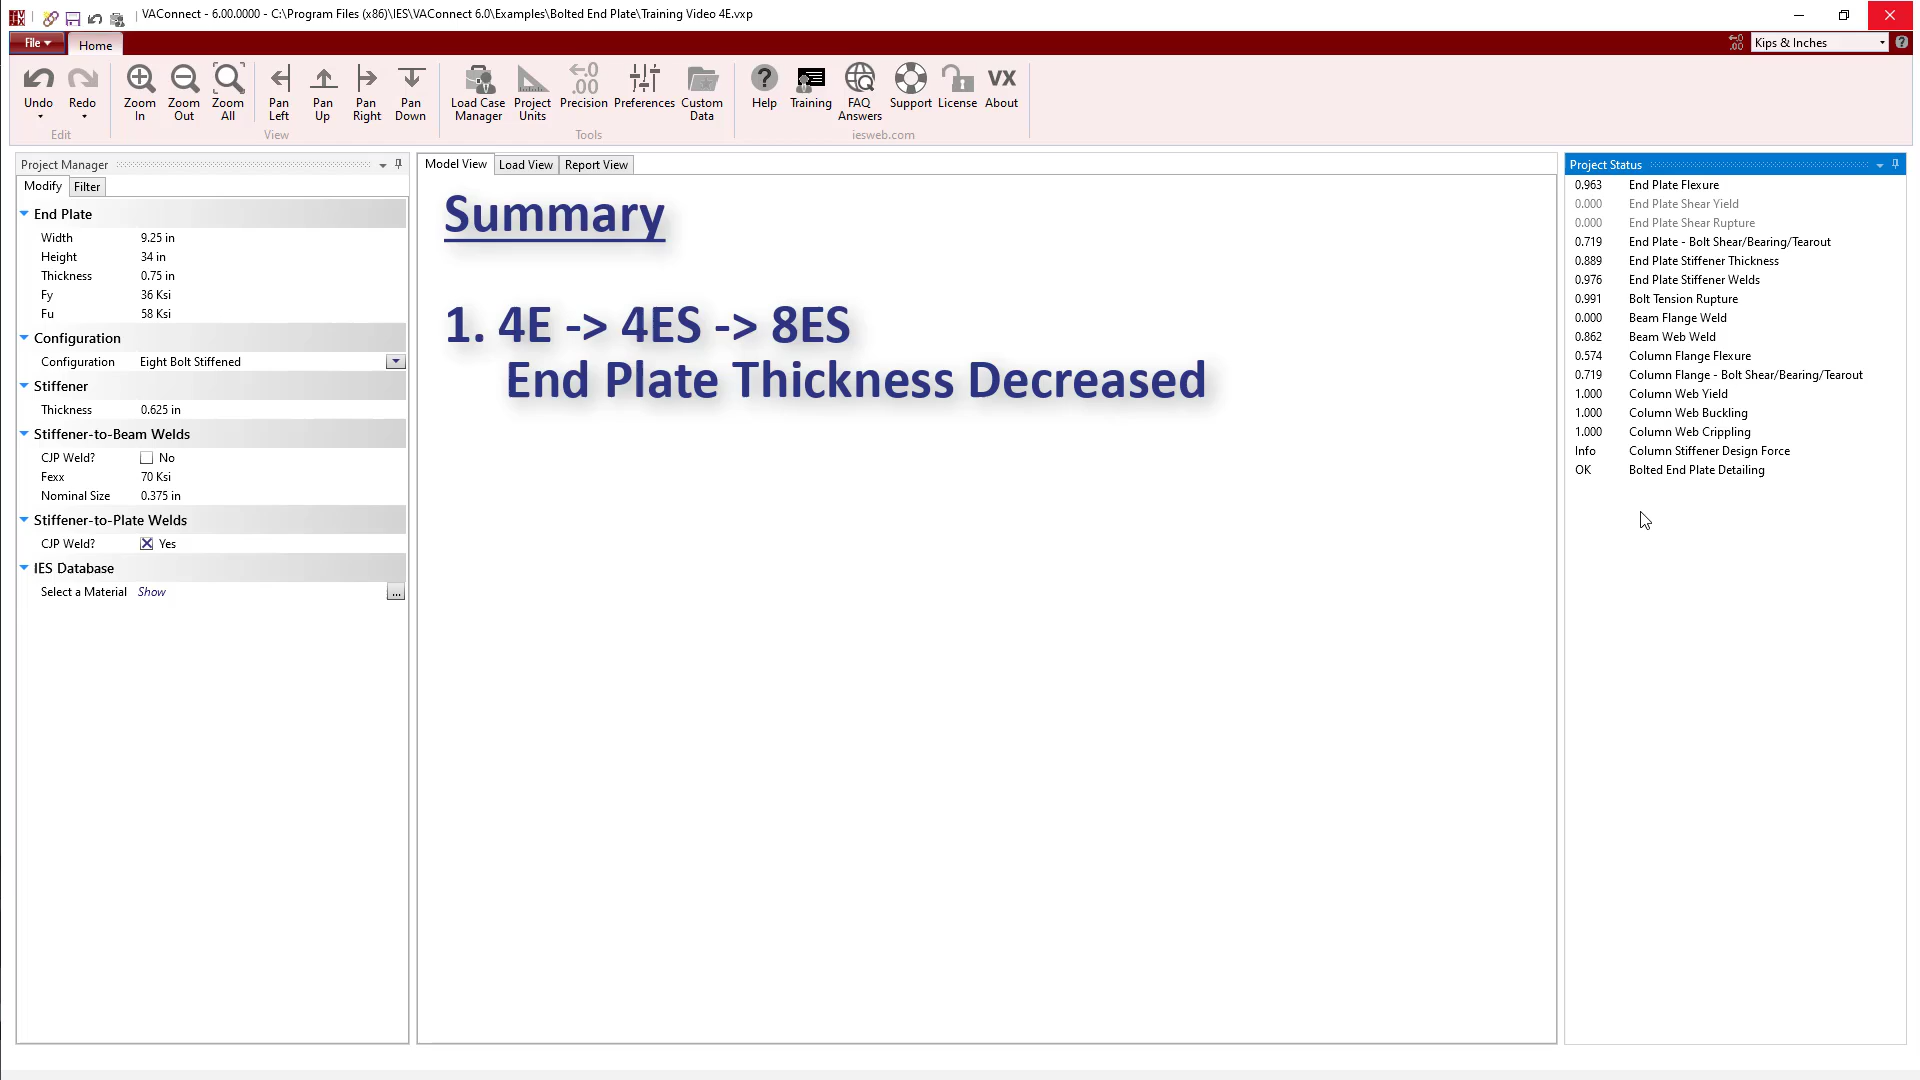 VAConnect - 6.00.0000 - C:\Program Files (x86)\IES\VAConnect 6.0\Examples\Bolted End Plate\Training Video 4E.vxp
File
Home
Kips & Inches
Undo
Redo
Zoom In
Zoom Out
Zoom All
Pan Left
Pan Up
Pan Right
Pan Down
Load Case Manager
Project Units
Precision
Preferences
Custom Data
Help
Training
FAQ Answers
Support
License
VX
About
Edit
View
Tools
iesweb.com
Project Manager
Modify
Filter
End Plate
Width 9.25 in
Height 34 in
Thickness 0.75 in
Fy 36 Ksi
Fu 58 Ksi
Configuration
Configuration Eight Bolt Stiffened
Stiffener
Thickness 0.625 in
Stiffener-to-Beam Welds
CJP Weld? No
Fexx 70 Ksi
Nominal Size 0.375 in
Stiffener-to-Plate Welds
CJP Weld? Yes
IES Database
Select a Material Show ...
Model View
Load View
Report View
Summary
1. 4E -> 4ES -> 8ES
End Plate Thickness Decreased
Project Status
0.963 End Plate Flexure
0.000 End Plate Shear Yield
0.000 End Plate Shear Rupture
0.719 End Plate - Bolt Shear/Bearing/Tearout
0.889 End Plate Stiffener Thickness
0.976 End Plate Stiffener Welds
0.991 Bolt Tension Rupture
0.000 Beam Flange Weld
0.862 Beam Web Weld
0.574 Column Flange Flexure
0.719 Column Flange - Bolt Shear/Bearing/Tearout
1.000 Column Web Yield
1.000 Column Web Buckling
1.000 Column Web Crippling
Info Column Stiffener Design Force
OK Bolted End Plate Detailing